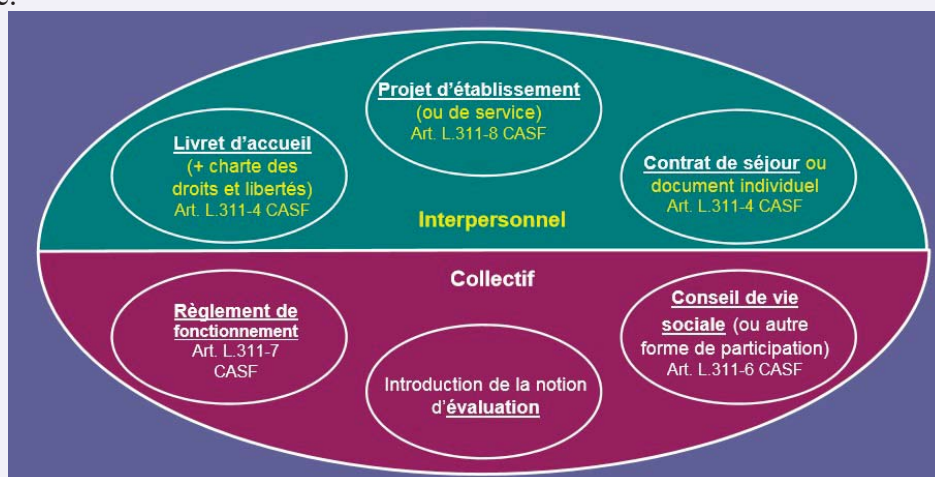 Projet d'établissement
(ou de service)
Art. L.311-8 CASF
Livret d'accueil
(+ charte des
droits et libertés)
Art. L.311-4 CASF
Contrat de séjour ou
document individuel
Art. L.311-4 CASF
Interpersonnel
Collectif
Règlement de
fonctionnement
Art. L.311-7
CASF
Introduction de la notion
d'évaluation
Conseil de vie
sociale (ou autre
forme de participation)
Art. L.311-6 CASF